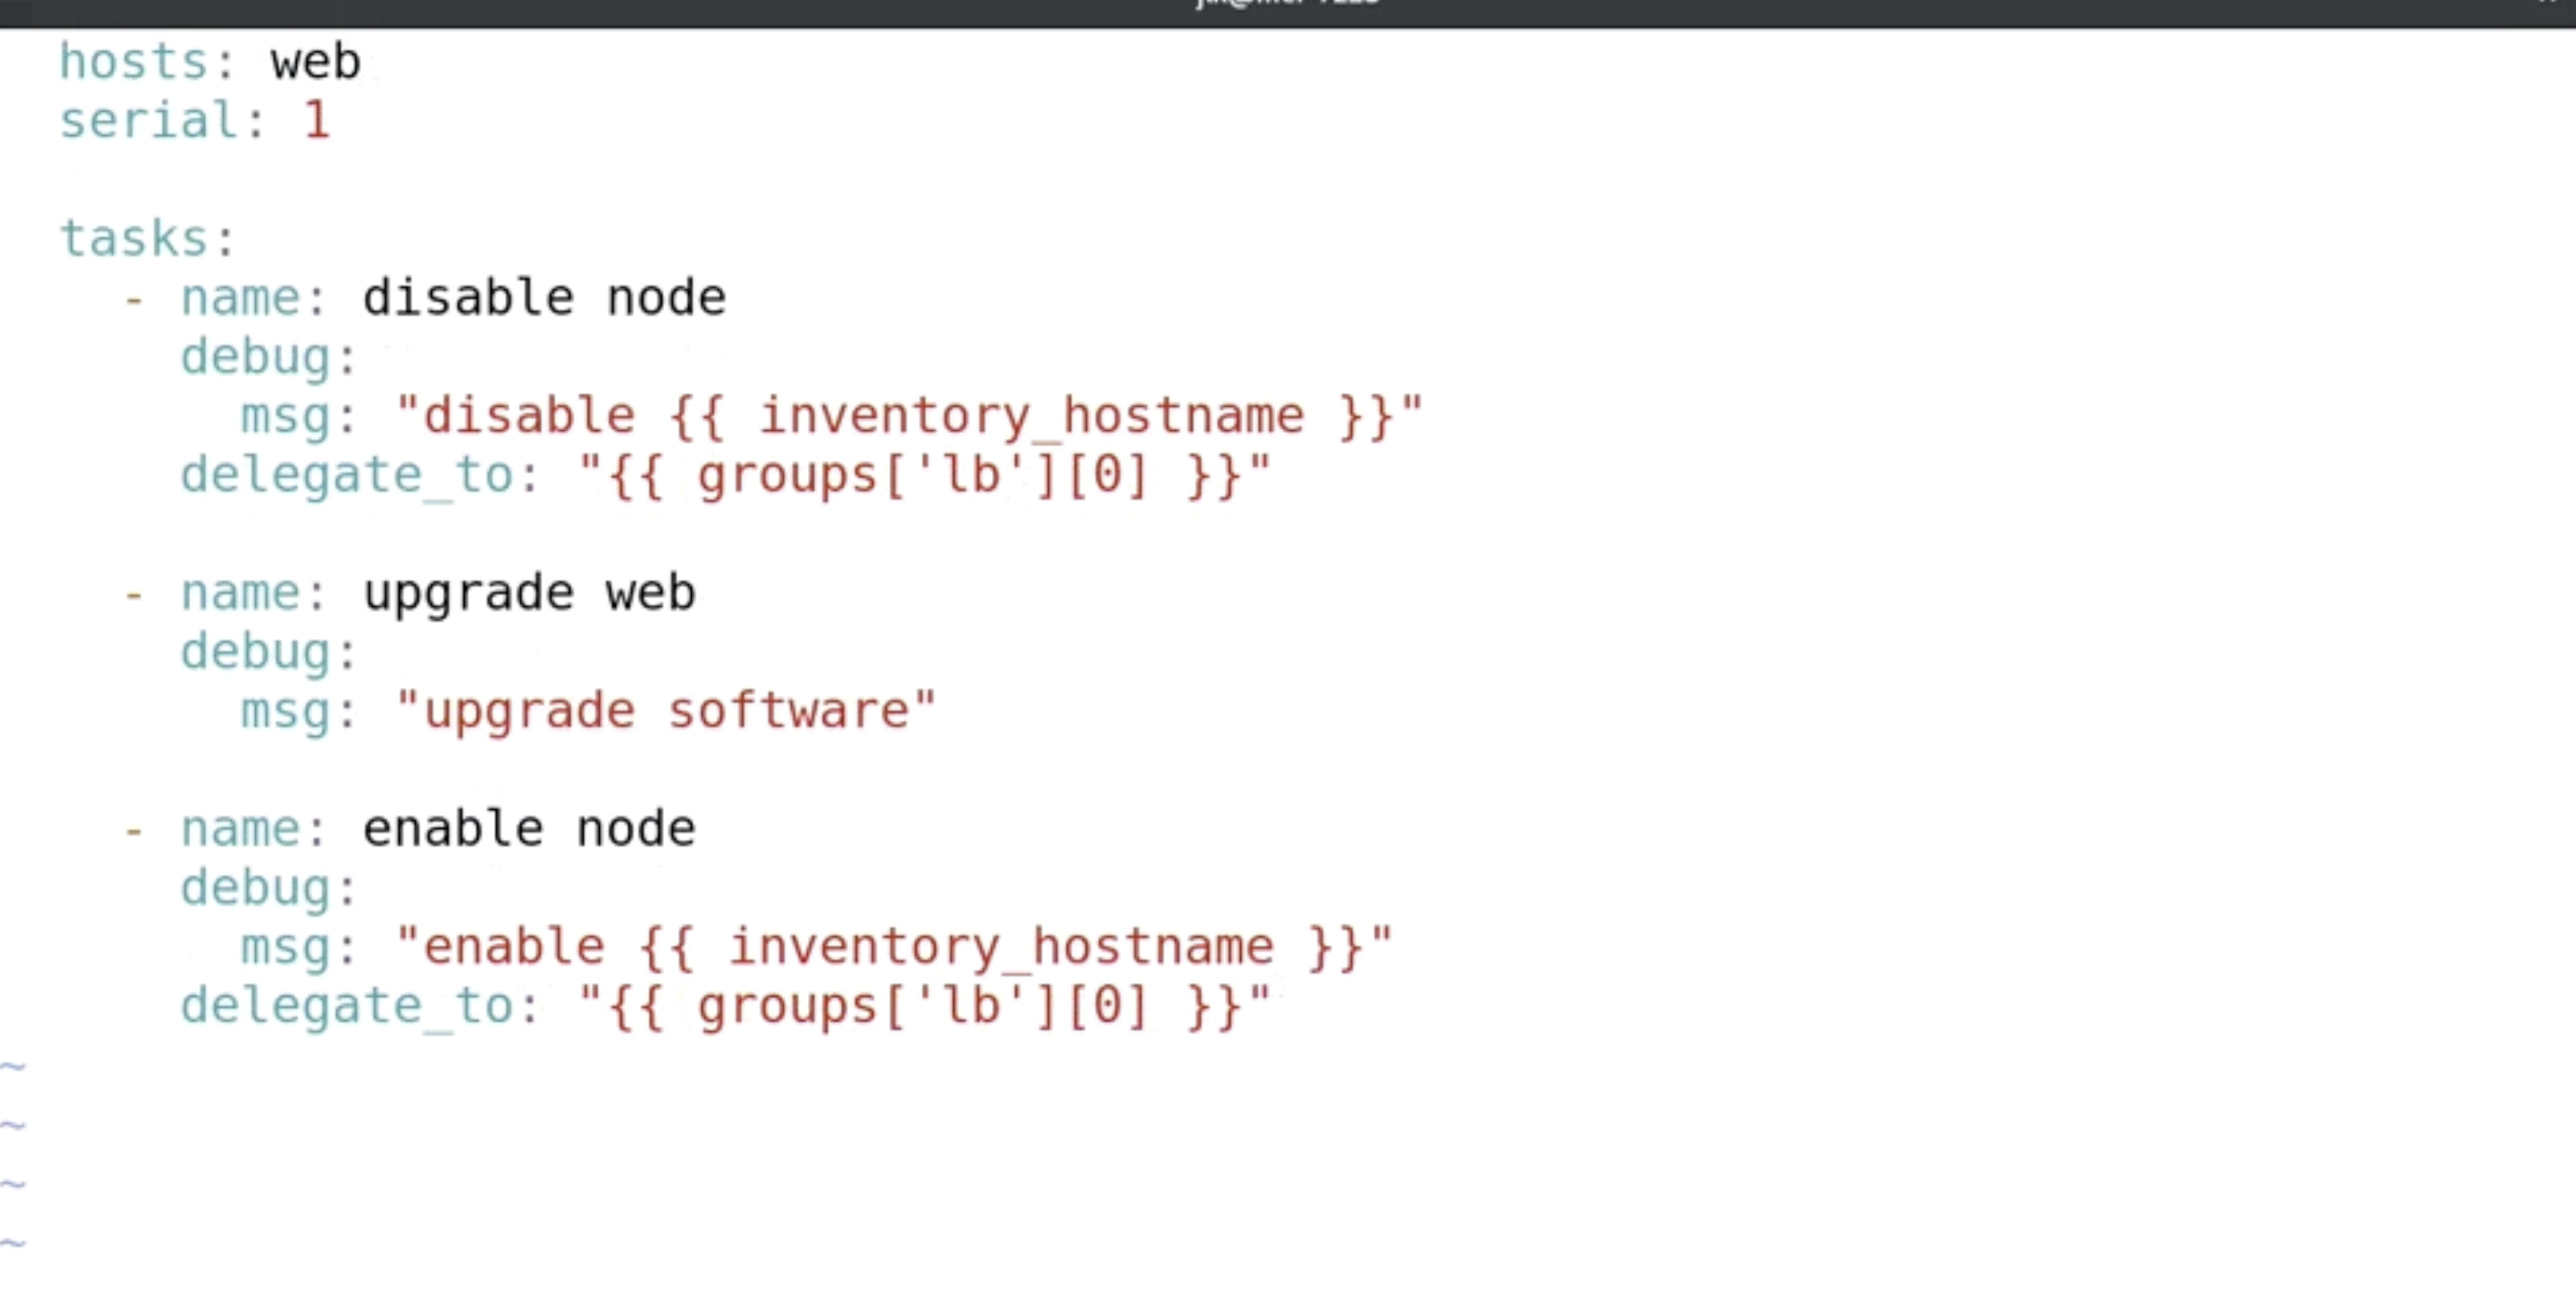 hosts: web
serial: 1
tasks:
- name: disable node
debug:
msg: "disable {{ inventory_hostname }}"
delegate_to: "{{ groups['lb'][0] }}"
- name: upgrade web
debug:
msg: "upgrade software"
- name: enable node
debug:
msg: "enable {{ inventory_hostname }}"
delegate_to: "{{ groups['lb'][0] }}"
~
~
~
~